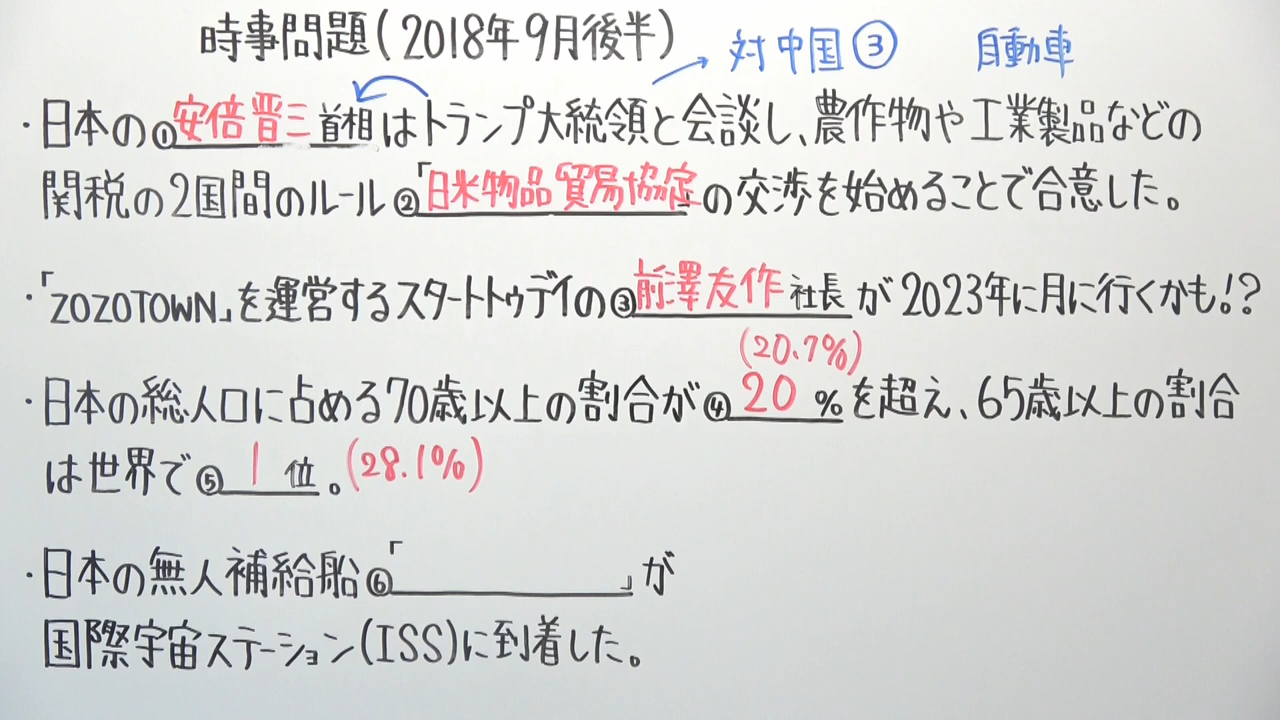 時事問題(2018年9月後半)
対中国③
自動車
・日本の①安倍晋三首相はトランプ大統領と会談し、農作物や工業製品などの
関税の2国間のルール②「日米物品貿易協定の交渉を始めることで合意した。
・「ZOZOTOWN」を運営するスタートトゥデイの③前澤友作社長が2023年に月に行くかも!?
(20.7%)
・日本の総人口に占める70歳以上の割合が④20%を超え、65歳以上の割合
は世界で⑤1位。(28.1%)
・日本の無人補給船⑥「」が
国際宇宙ステーション(ISS)に到着した。